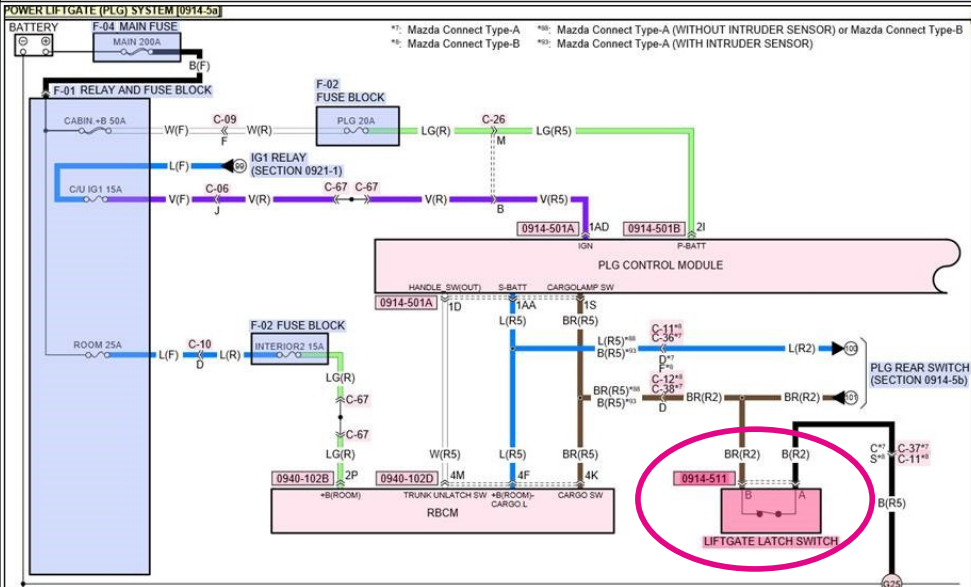 POWER LIFTGATE (PLG) SYSTEM [0914-5a]
BATTERY
F-04 MAIN FUSE
MAIN 200A
*7: Mazda Connect Type-A
*8: Mazda Connect Type-B
*88: Mazda Connect Type-A (WITHOUT INTRUDER SENSOR) or Mazda Connect Type-B
*93: Mazda Connect Type-A (WITH INTRUDER SENSOR)
B(F)
F-01 RELAY AND FUSE BLOCK
F-02
FUSE BLOCK
CABIN.+B 50A
W(F)
C-09
F
W(R)
PLG 20A
LG(R)
C-26
M
LG(R5)
L(F)
99
IG1 RELAY
(SECTION 0921-1)
C/U IG1 15A
V(F)
C-06
J
V(R)
C-67
C-67
V(R)
B
V(R5)
0914-501A
1AD
0914-501B
2I
IGN
P-BATT
PLG CONTROL MODULE
HANDLE_SW(OUT)
S-BATT
CARGOLAMP SW
0914-501A
1D
1AA
1S
L(R5)
BR(R5)
F-02 FUSE BLOCK
ROOM 25A
L(F)
C-10
D
L(R)
INTERIOR2 15A
L(R5)*88
B(R5)*93
C-11*8
C-36*7
D*7
F*8
L(R2)
100
PLG REAR SWITCH
(SECTION 0914-5b)
LG(R)
C-67
C-67
LG(R)
BR(R5)*88
B(R5)*93
C-12*8
C-38*7
D
BR(R2)
BR(R2)
101
W(R5)
L(R5)
BR(R5)
BR(R2)
B(R2)
C*7
S*8
C-37*7
C-11*8
0940-102B
2P
0940-102D
4M
4F
4K
0914-511
B
A
B(R5)
+B(ROOM)
TRUNK UNLATCH SW
+B(ROOM)-
CARGO.L
CARGO SW
RBCM
LIFTGATE LATCH SWITCH
G25